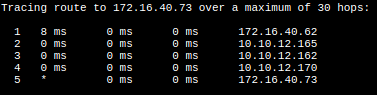 Tracing route to 172.16.40.73 over a maximum of 30 hops:
1 8 ms 0 ms 0 ms 172.16.40.62
2 0 ms 0 ms 0 ms 10.10.12.165
3 0 ms 0 ms 0 ms 10.10.12.162
4 0 ms 0 ms 0 ms 10.10.12.170
5 * 0 ms 0 ms 172.16.40.73